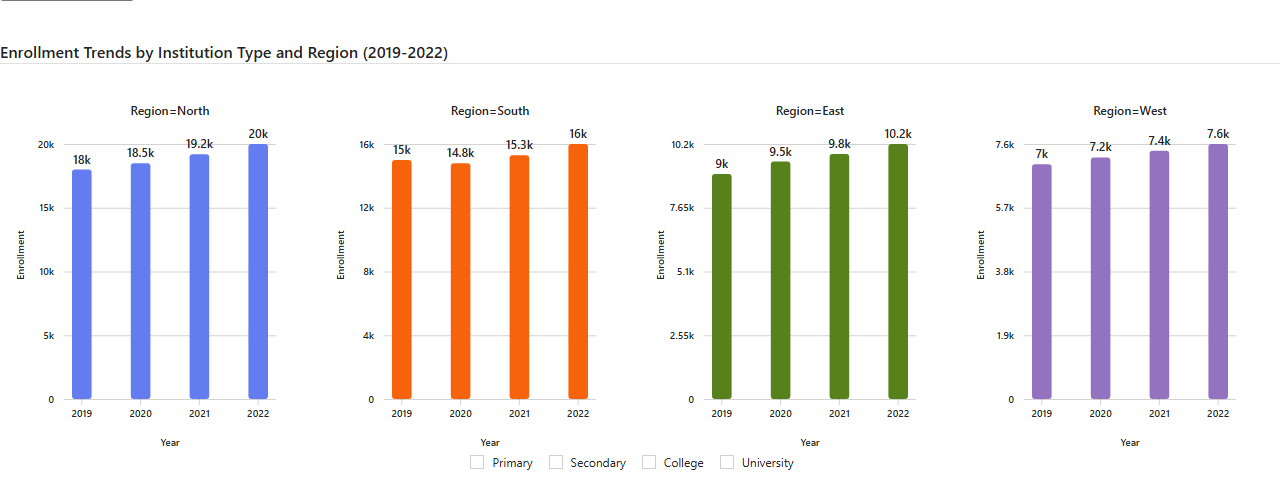 Enrollment Trends by Institution Type and Region (2019-2022)
Region=North
20k
15k
10k
5k
0
Enrollment
18k
18.5k
19.2k
20k
2019
2020
2021
2022
Year
Region=South
16k
12k
8k
4k
0
Enrollment
15k
14.8k
15.3k
16k
2019
2020
2021
2022
Year
Region=East
10.2k
7.65k
5.1k
2.55k
0
Enrollment
9k
9.5k
9.8k
10.2k
2019
2020
2021
2022
Year
Region=West
7.6k
5.7k
3.8k
1.9k
0
Enrollment
7k
7.2k
7.4k
7.6k
2019
2020
2021
2022
Year
Primary Secondary College University